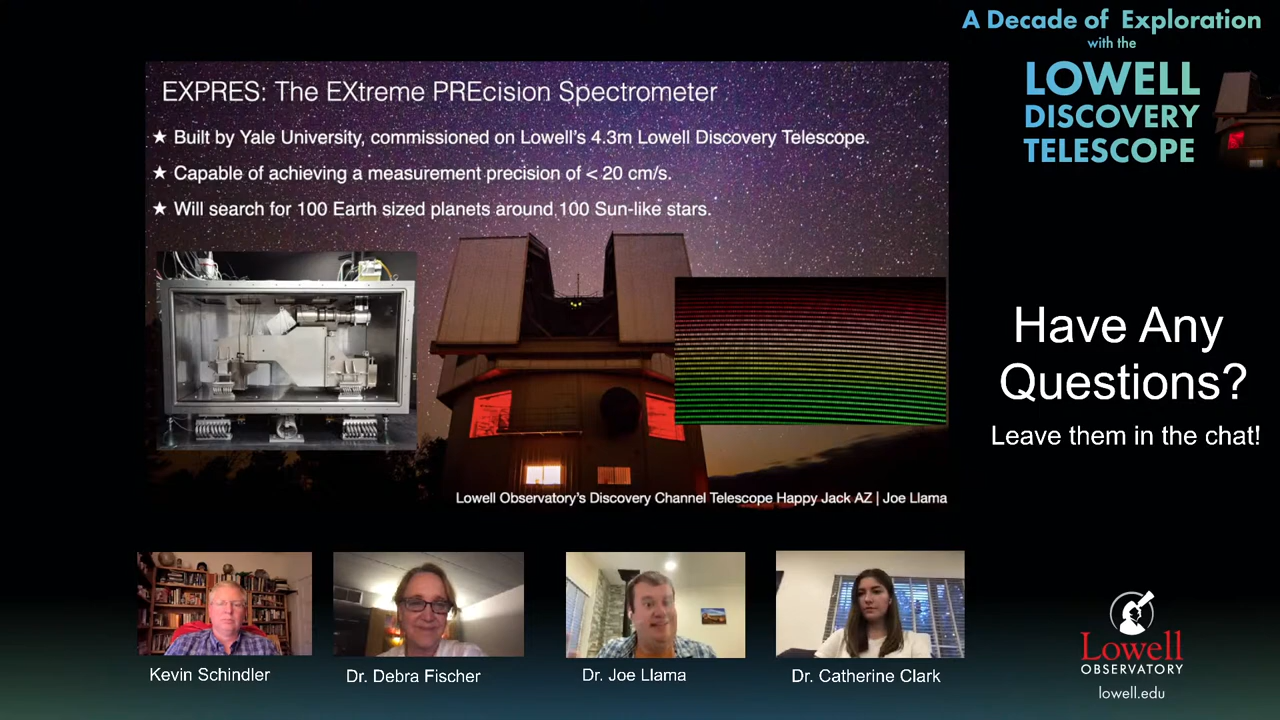 A Decade of Exploration
with the
LOWELL
DISCOVERY
TELESCOPE
EXPRES: The EXtreme PREcision Spectrometer
★ Built by Yale University, commissioned on Lowell's 4.3m Lowell Discovery Telescope.
★ Capable of achieving a measurement precision of < 20 cm/s.
★ Will search for 100 Earth sized planets around 100 Sun-like stars.
Lowell Observatory's Discovery Channel Telescope Happy Jack AZ | Joe Llama
Have Any
Questions?
Leave them in the chat!
Kevin Schindler
Dr. Debra Fischer
Dr. Joe Llama
Dr. Catherine Clark
Lowell
OBSERVATORY
lowell.edu